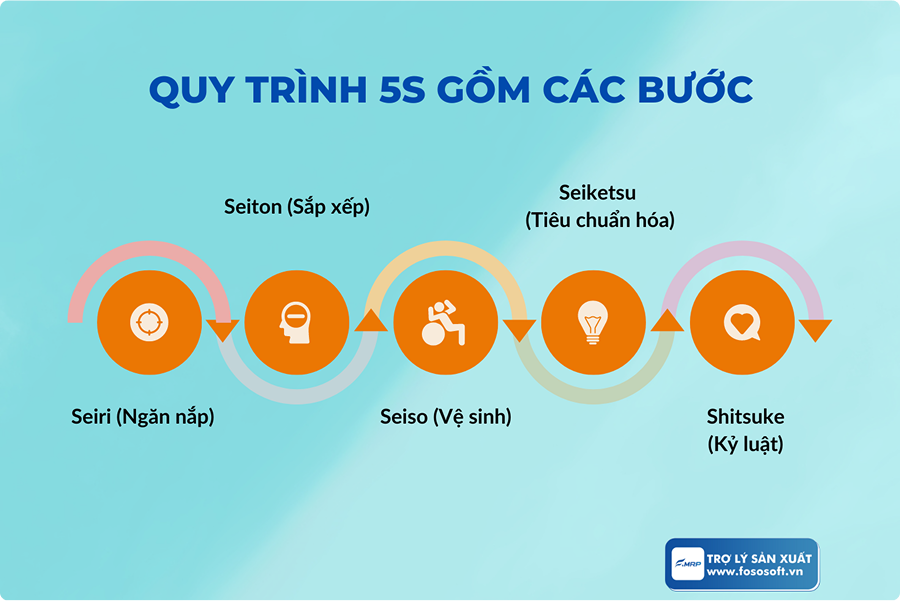 QUY TRÌNH 5S GỒM CÁC BƯỚC
Seiri (Ngăn nắp)
Seiton (Sắp xếp)
Seiso (Vệ sinh)
Seiketsu
(Tiêu chuẩn hóa)
Shitsuke
(Kỷ luật)
MRP
TRỢ LÝ SẢN XUẤT
www.fososoft.vn